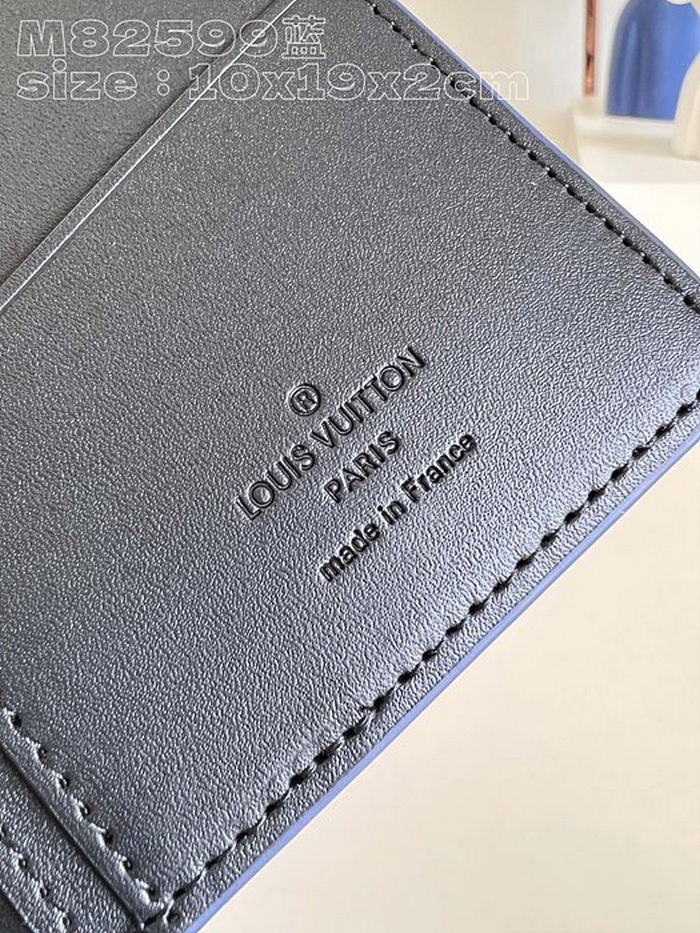 M82599蓝
size：10x19x2cm
®
LOUIS VUITTON
PARIS
made in France